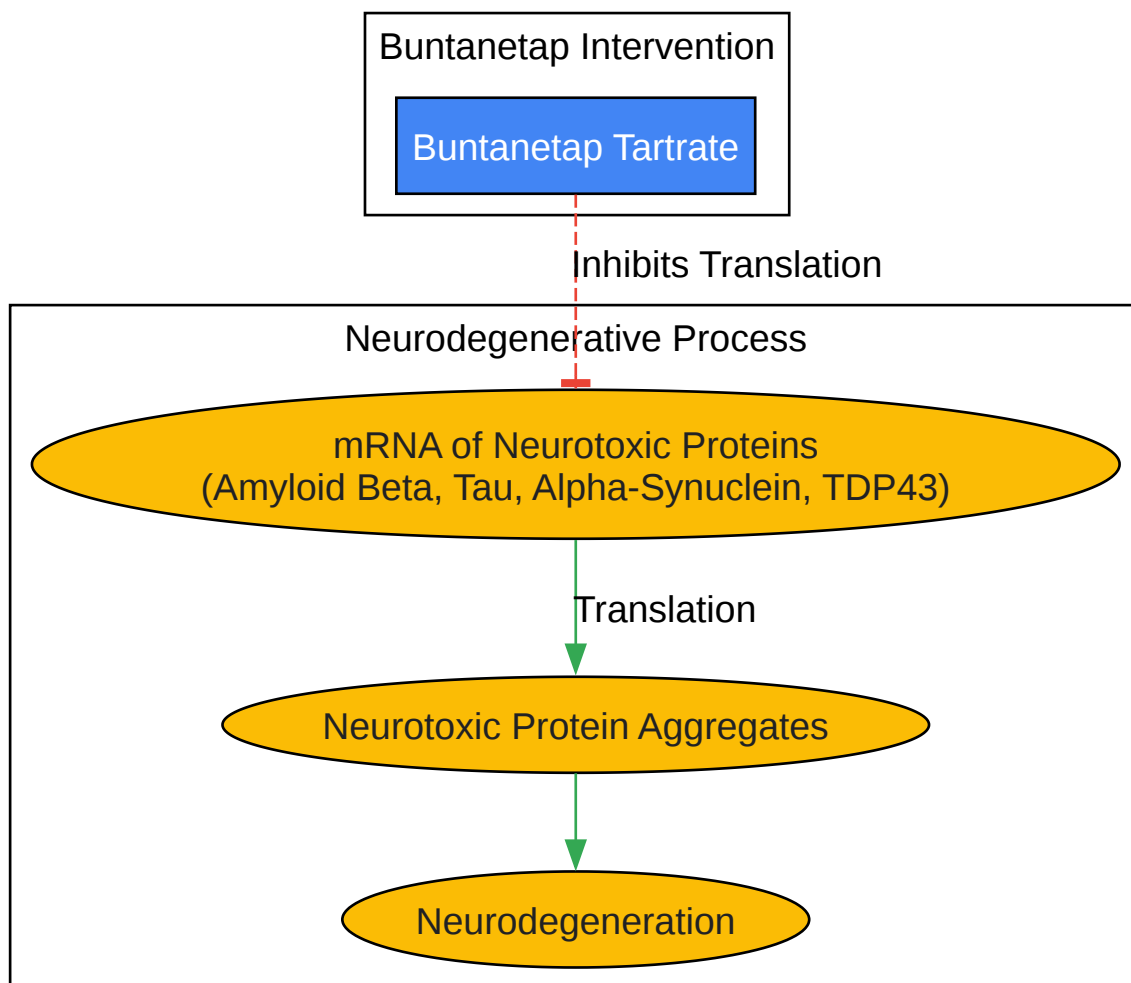 Buntanetap Intervention
Buntanetap Tartrate
Inhibits Translation
Neurodegenerative Process
mRNA of Neurotoxic Proteins
(Amyloid Beta, Tau, Alpha-Synuclein, TDP43)
Translation
Neurotoxic Protein Aggregates
Neurodegeneration